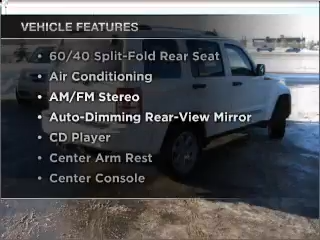 VEHICLE FEATURES
• 60/40 Split-Fold Rear Seat
• Air Conditioning
• AM/FM Stereo
• Auto-Dimming Rear-View Mirror
• CD Player
• Center Arm Rest
• Center Console